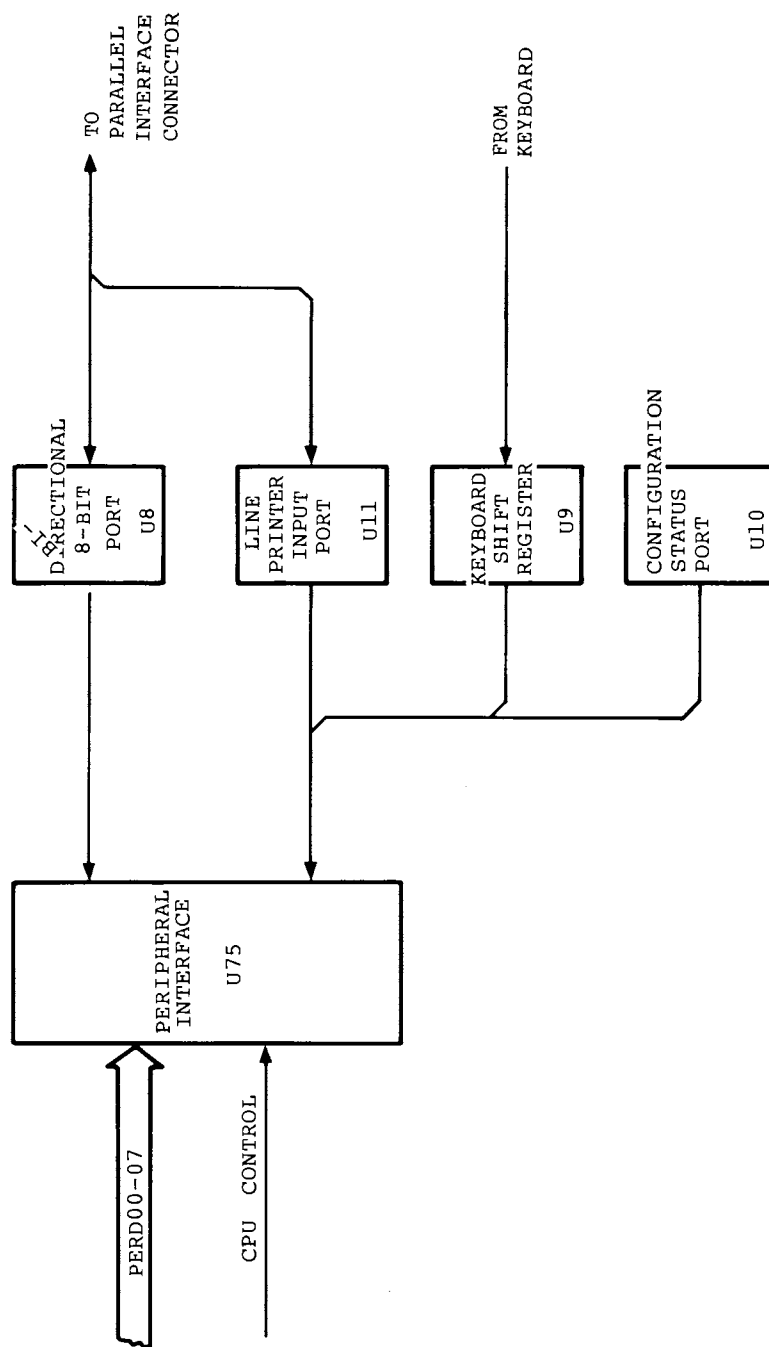 PERD00-07
CPU CONTROL
PERIPHERAL
INTERFACE
U75
BI-
DIRECTIONAL
8-BIT
PORT
U8
LINE
PRINTER
INPUT
PORT
U11
KEYBOARD
SHIFT
REGISTER
U9
CONFIGURATION
STATUS
PORT
U10
TO
PARALLEL
INTERFACE
CONNECTOR
FROM
KEYBOARD